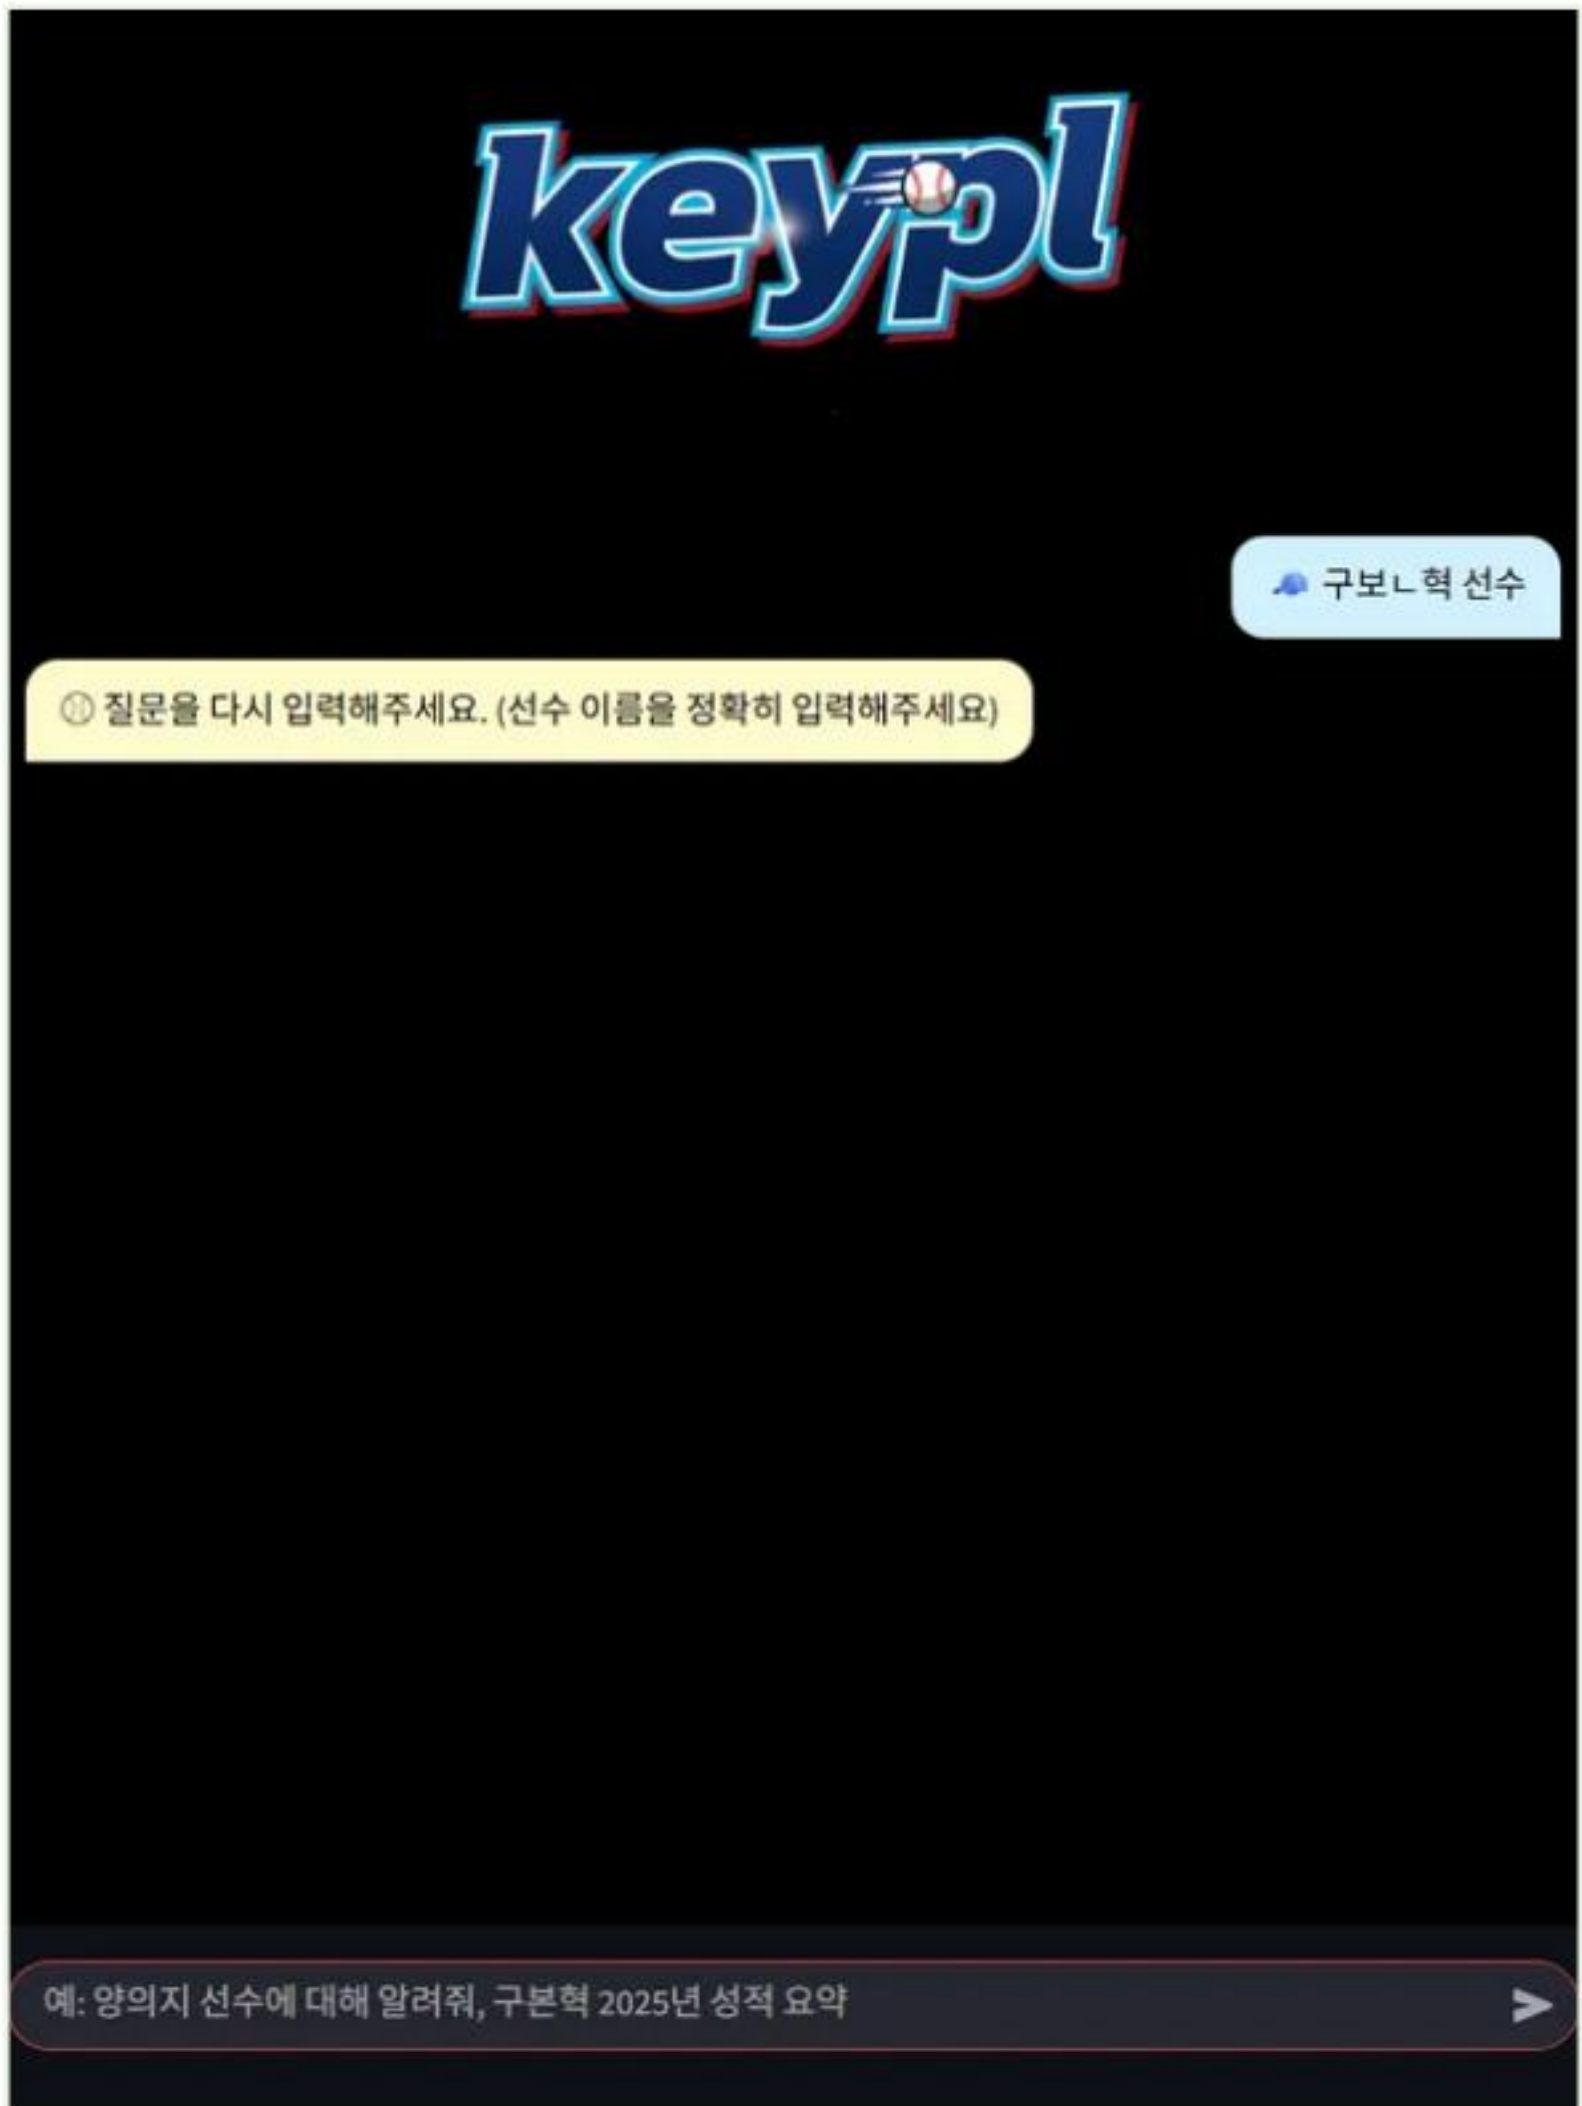 keypl
🧢 구보ㄴ혁 선수
⚾ 질문을 다시 입력해주세요. (선수 이름을 정확히 입력해주세요)
예: 양의지 선수에 대해 알려줘, 구본혁 2025년 성적 요약